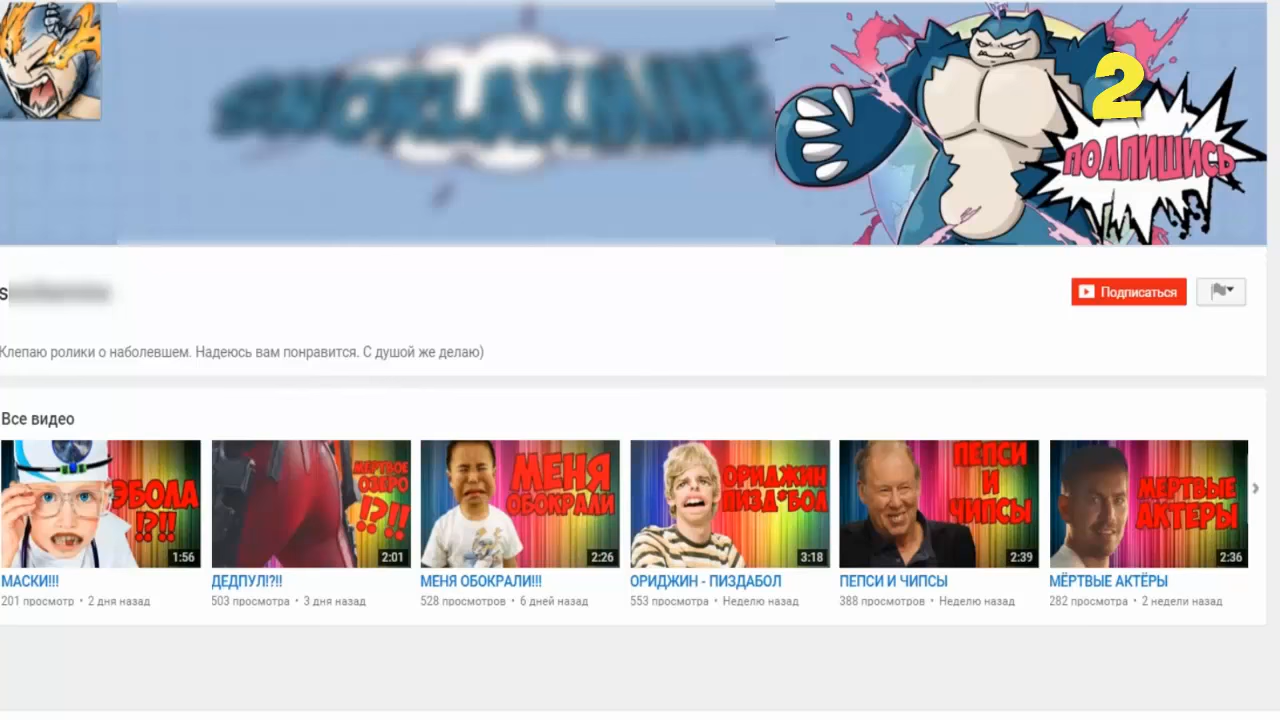 2
ПОДПИШИСЬ
Подписаться
Клепаю ролики о наболевшем. Надеюсь вам понравится. С душой же делаю)
Все видео
ЭБОЛА
!?!!
1:56
МЕРТВОЕ
ОЗЕРО
!?!!
2:01
МЕНЯ
ОБОКРАЛИ
2:26
ОРИДЖИН
ПИЗД*БОЛ
3:18
ПЕПСИ
И
ЧИПСЫ
2:39
МЕРТВЫЕ
АКТЕРЫ
2:36
МАСКИ!!!
201 просмотр • 2 дня назад
ДЕДПУЛ!?!!
503 просмотра • 3 дня назад
МЕНЯ ОБОКРАЛИ!!!
528 просмотров • 6 дней назад
ОРИДЖИН - ПИЗДАБОЛ
553 просмотра • Неделю назад
ПЕПСИ И ЧИПСЫ
388 просмотров • Неделю назад
МЁРТВЫЕ АКТЁРЫ
282 просмотра • 2 недели назад